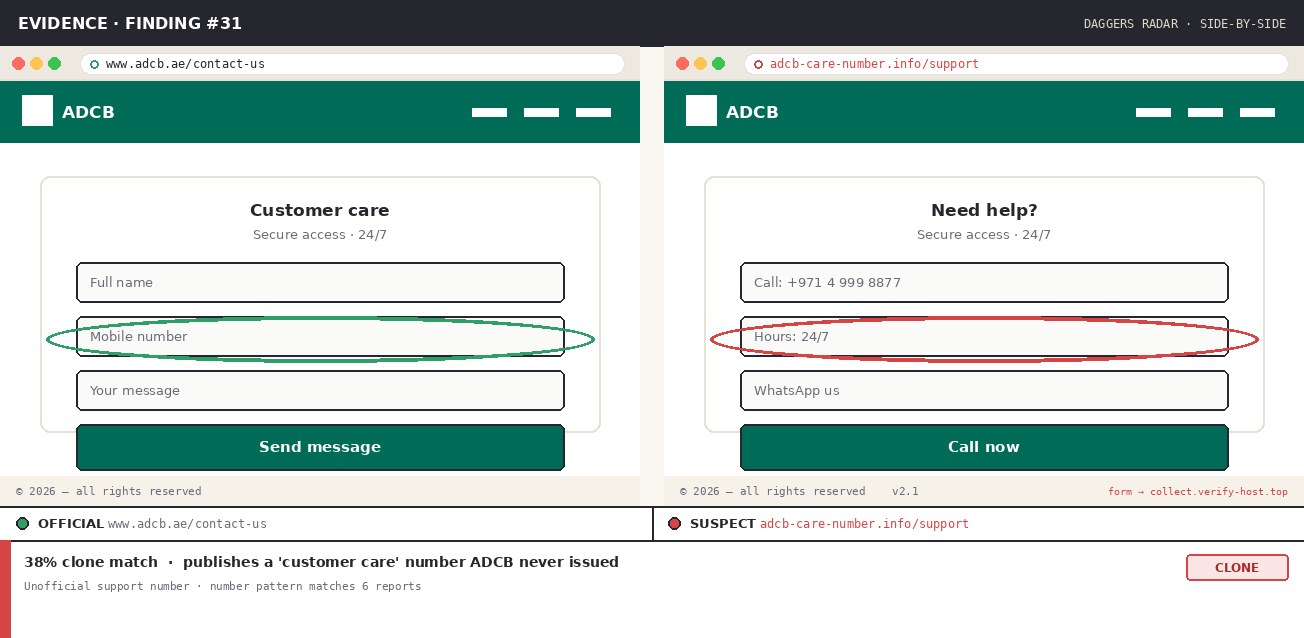 EVIDENCE · FINDING #31
DAGGERS RADAR · SIDE-BY-SIDE
www.adcb.ae/contact-us
ADCB
Customer care
Secure access · 24/7
Full name
Mobile number
Your message
Send message
© 2026 — all rights reserved
adcb-care-number.info/support
ADCB
Need help?
Secure access · 24/7
Call: +971 4 999 8877
Hours: 24/7
WhatsApp us
Call now
© 2026 — all rights reserved v2.1
form → collect.verify-host.top
OFFICIAL www.adcb.ae/contact-us
SUSPECT adcb-care-number.info/support
38% clone match · publishes a 'customer care' number ADCB never issued
Unofficial support number · number pattern matches 6 reports
CLONE